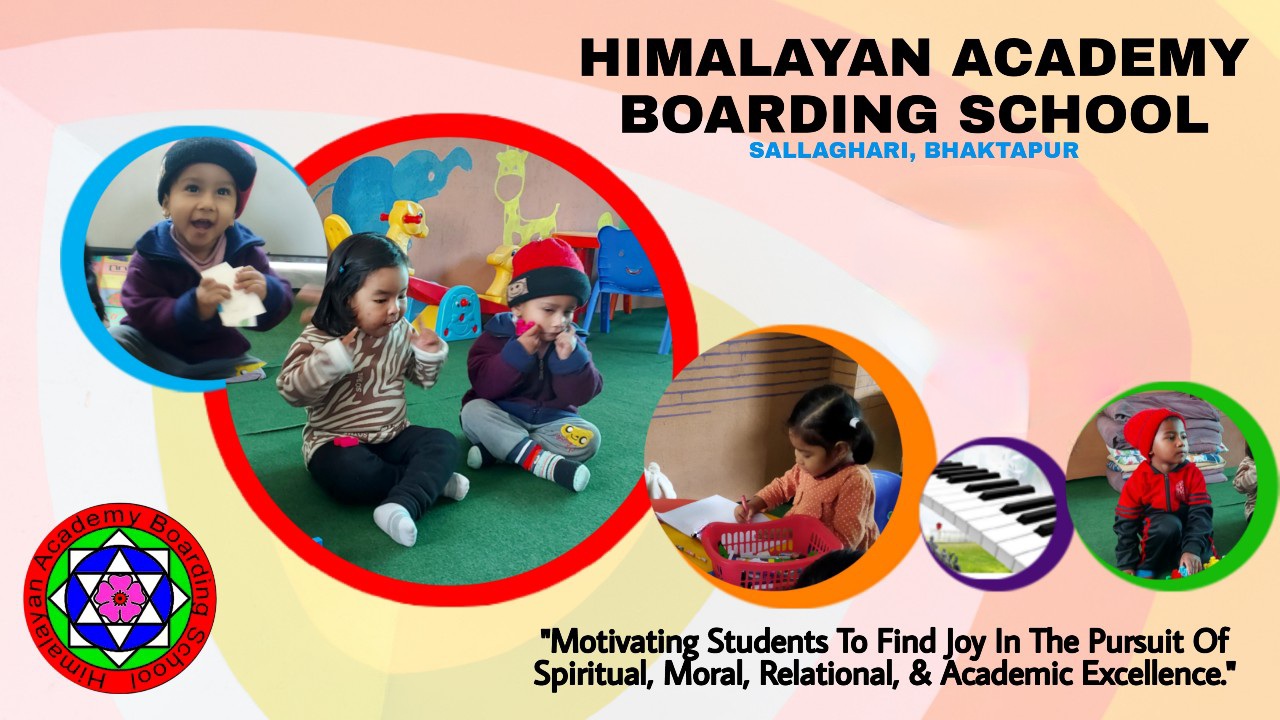 HIMALAYAN ACADEMY
BOARDING SCHOOL
SALLAGHARI, BHAKTAPUR
Himalayan Academy Boarding School
"Motivating Students To Find Joy In The Pursuit Of
Spiritual, Moral, Relational, & Academic Excellence."